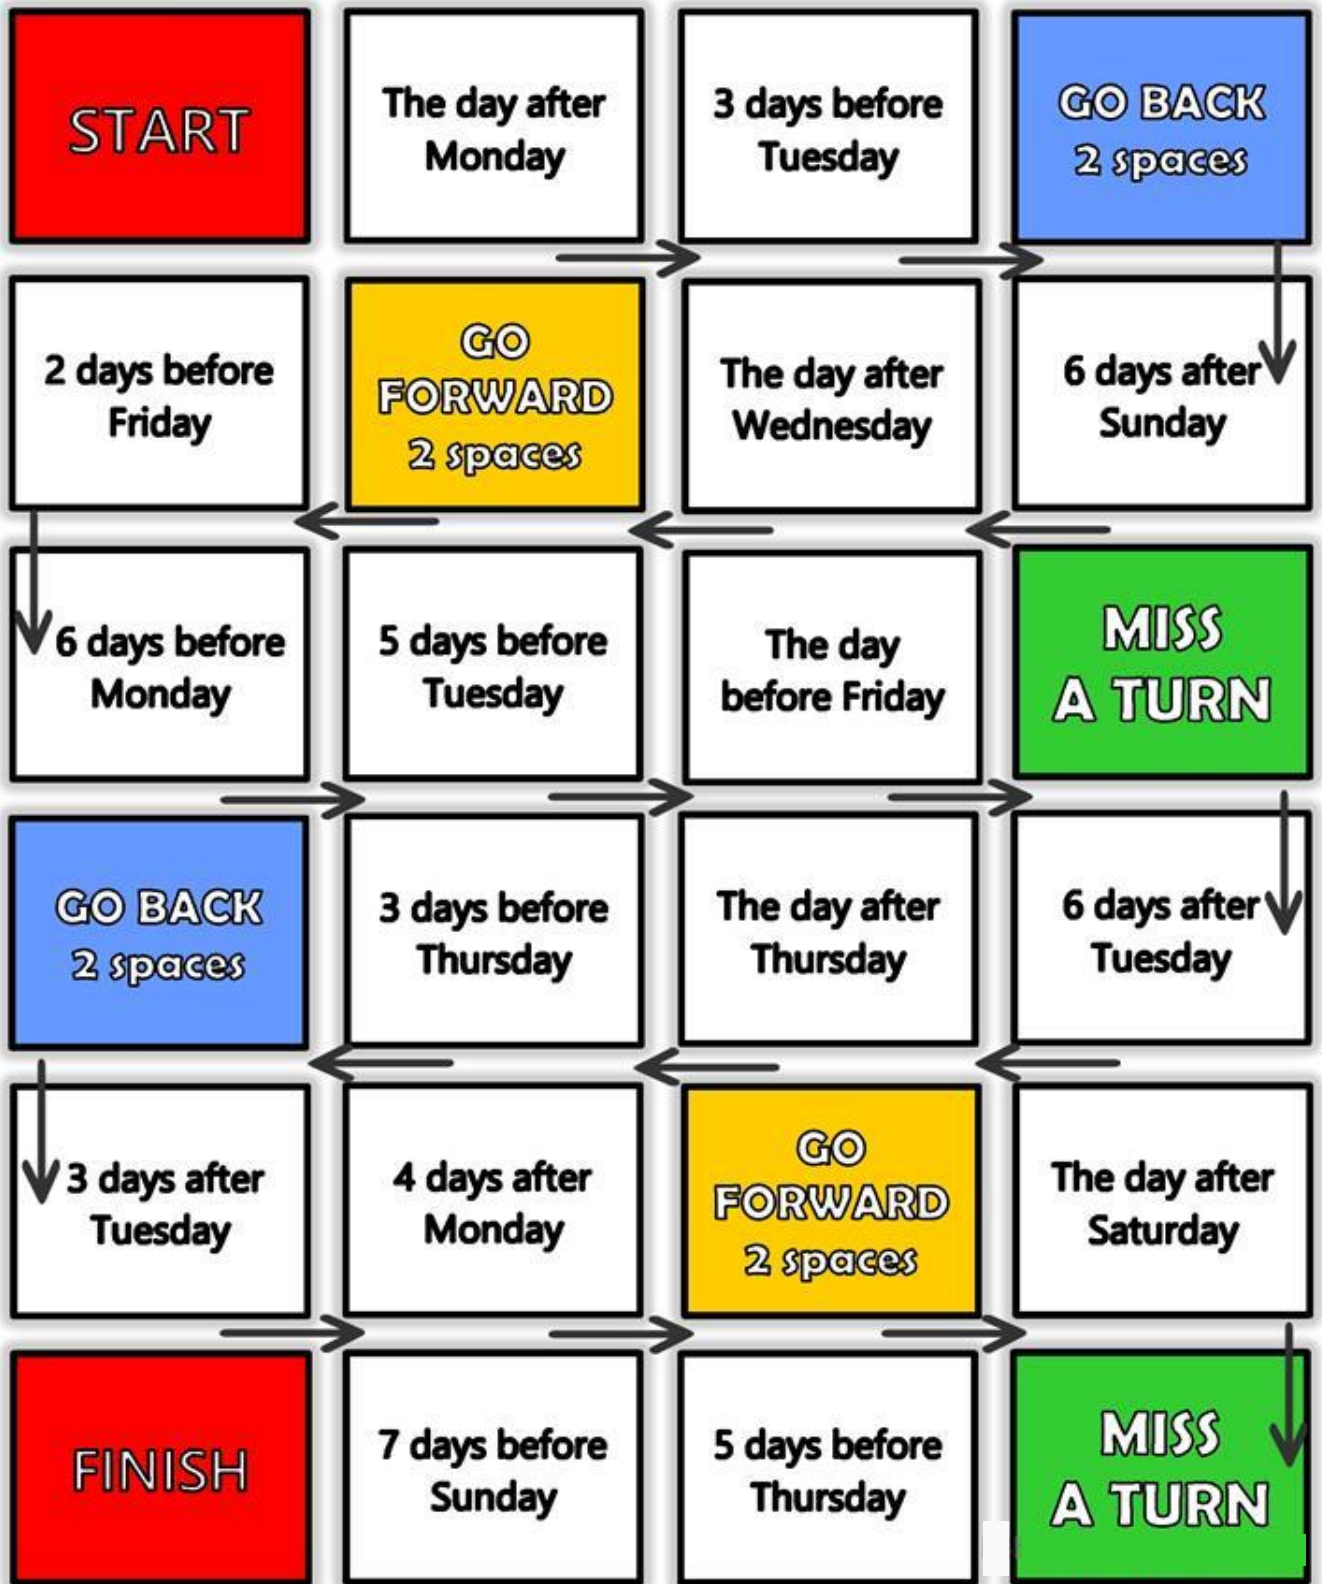 START
The day after
Monday
3 days before
Tuesday
GO BACK
2 spaces
2 days before
Friday
GO
FORWARD
2 spaces
The day after
Wednesday
6 days after
Sunday
6 days before
Monday
5 days before
Tuesday
The day
before Friday
MISS
A TURN
GO BACK
2 spaces
3 days before
Thursday
The day after
Thursday
6 days after
Tuesday
3 days after
Tuesday
4 days after
Monday
GO
FORWARD
2 spaces
The day after
Saturday
FINISH
7 days before
Sunday
5 days before
Thursday
MISS
A TURN